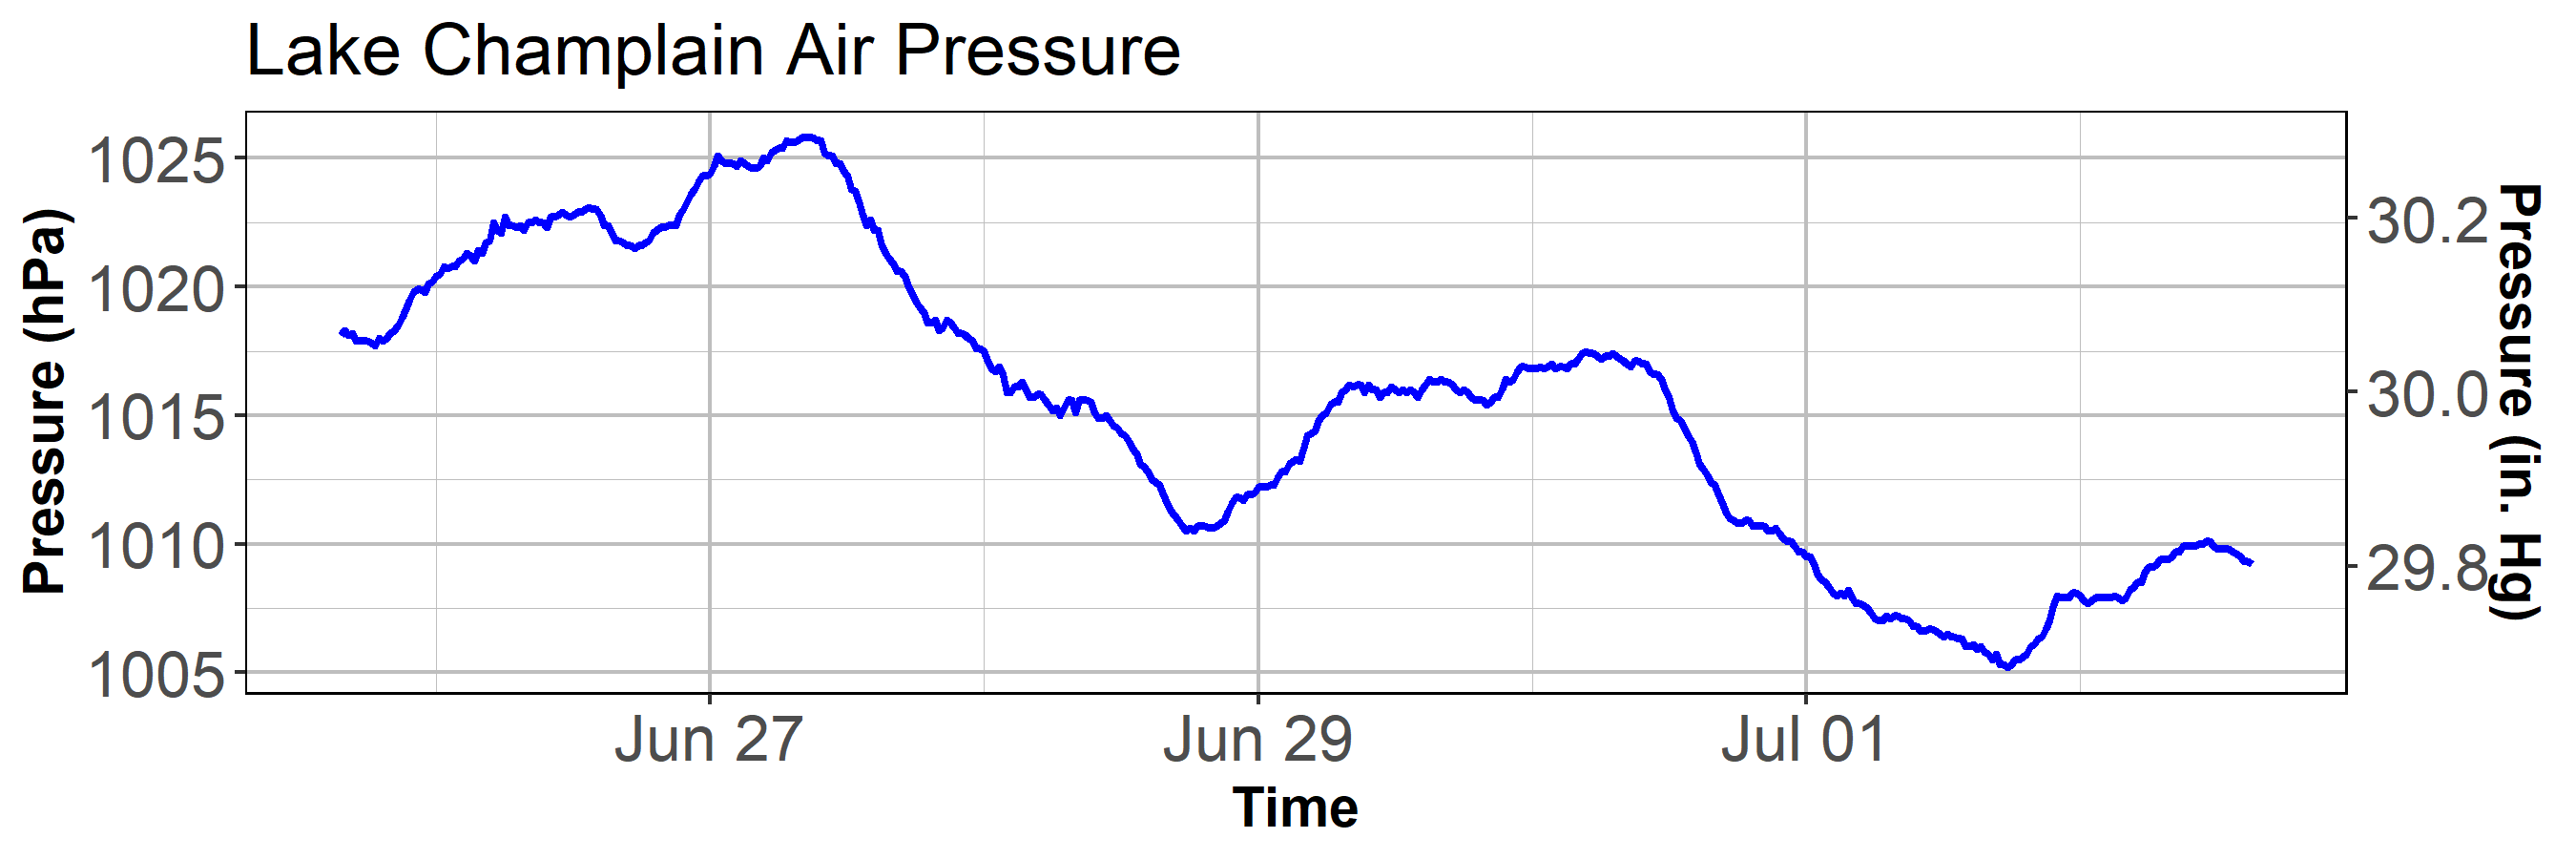 Lake Champlain Air Pressure
Pressure (hPa)
1025
1020
1015
1010
1005
30.2
30.0
29.8
Pressure (in. Hg)
Jun 27
Jun 29
Jul 01
Time